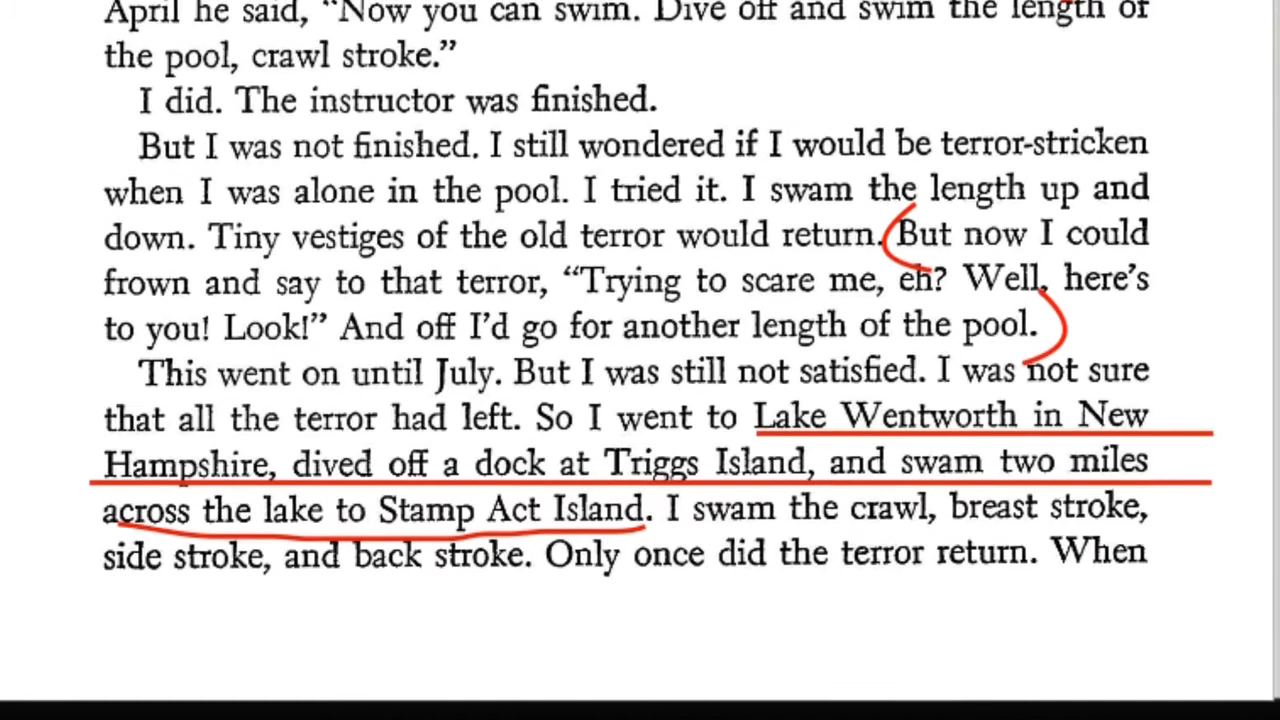 April he said, “Now you can swim. Dive off and swim the length of
the pool, crawl stroke.”
I did. The instructor was finished.
But I was not finished. I still wondered if I would be terror-stricken
when I was alone in the pool. I tried it. I swam the length up and
down. Tiny vestiges of the old terror would return. But now I could
frown and say to that terror, “Trying to scare me, eh? Well, here’s
to you! Look!” And off I’d go for another length of the pool.
This went on until July. But I was still not satisfied. I was not sure
that all the terror had left. So I went to Lake Wentworth in New
Hampshire, dived off a dock at Triggs Island, and swam two miles
across the lake to Stamp Act Island. I swam the crawl, breast stroke,
side stroke, and back stroke. Only once did the terror return. When